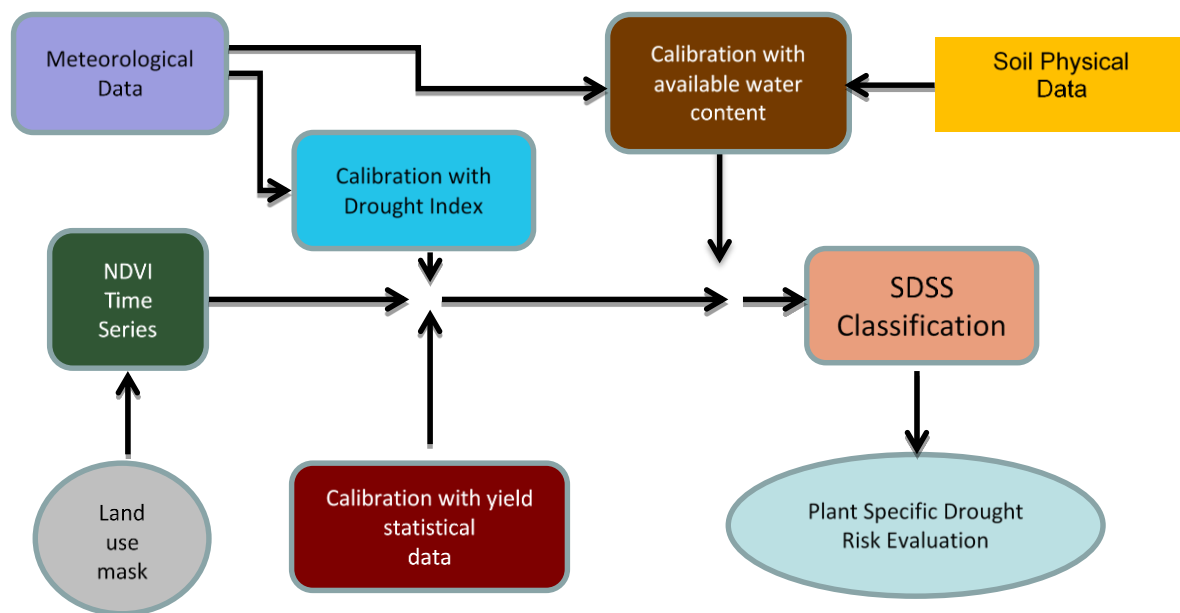 Meteorological
Data
Calibration with
available water
content
Soil Physical
Data
Calibration with
Drought Index
NDVI
Time
Series
SDSS
Classification
Land
use
mask
Calibration with yield
statistical
data
Plant Specific Drought
Risk Evaluation